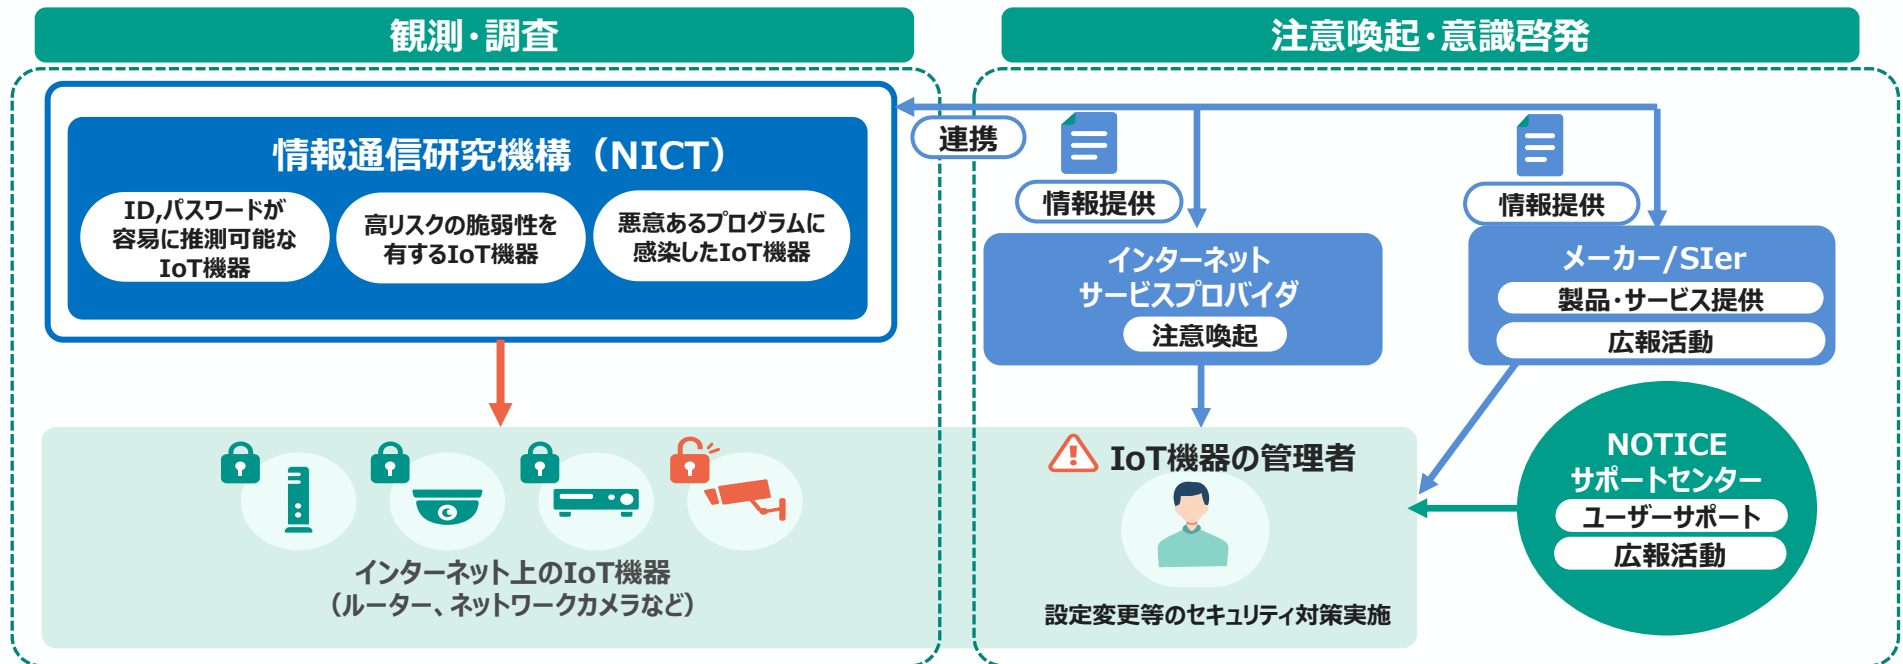 観測・調査
注意喚起・意識啓発
情報通信研究機構（NICT）
ID,パスワードが
容易に推測可能な
IoT機器
高リスクの脆弱性を
有するIoT機器
悪意あるプログラムに
感染したIoT機器
連携
情報提供
情報提供
インターネット
サービスプロバイダ
注意喚起
メーカー/SIer
製品・サービス提供
広報活動
インターネット上のIoT機器
（ルーター、ネットワークカメラなど）
IoT機器の管理者
設定変更等のセキュリティ対策実施
NOTICE
サポートセンター
ユーザーサポート
広報活動